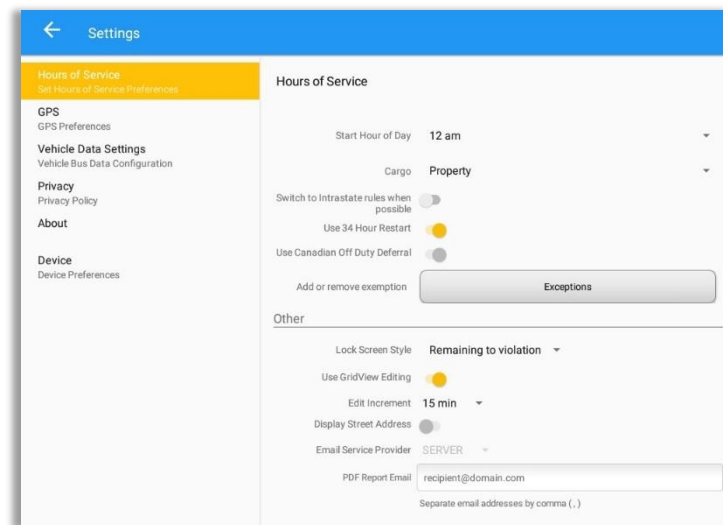 Settings
Hours of Service
Set Hours of Service Preferences
GPS
GPS Preferences
Vehicle Data Settings
Vehicle Bus Data Configuration
Privacy
Privacy Policy
About
Device
Device Preferences
Hours of Service
Start Hour of Day 12 am
Cargo Property
Switch to Intrastate rules when
possible
Use 34 Hour Restart
Use Canadian Off Duty Deferral
Add or remove exemption Exceptions
Other
Lock Screen Style Remaining to violation
Use GridView Editing
Edit Increment 15 min
Display Street Address
Email Service Provider SERVER
PDF Report Email recipient@domain.com
Separate email addresses by comma ( , )